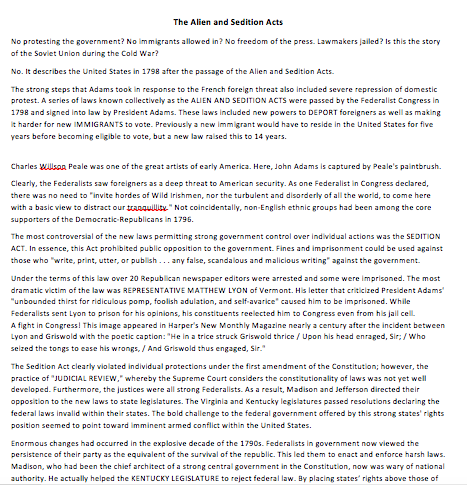 The Alien and Sedition Acts
No protesting the government? No immigrants allowed in? No freedom of the press. Lawmakers jailed? Is this the story
of the Soviet Union during the Cold War?
No. It describes the United States in 1798 after the passage of the Alien and Sedition Acts.
The strong steps that Adams took in response to the French foreign threat also included severe repression of domestic
protest. A series of laws known collectively as the ALIEN AND SEDITION ACTS were passed by the Federalist Congress in
1798 and signed into law by President Adams. These laws included new powers to DEPORT foreigners as well as making
it harder for new IMMIGRANTS to vote. Previously a new immigrant would have to reside in the United States for five
years before becoming eligible to vote, but a new law raised this to 14 years.
Charles Willson Peale was one of the great artists of early America. Here, John Adams is captured by Peale's paintbrush.
Clearly, the Federalists saw foreigners as a deep threat to American security. As one Federalist in Congress declared,
there was no need to "invite hordes of Wild Irishmen, nor the turbulent and disorderly of all the world, to come here
with a basic view to distract our tranquillity." Not coincidentally, non-English ethnic groups had been among the core
supporters of the Democratic-Republicans in 1796.
The most controversial of the new laws permitting strong government control over individual actions was the SEDITION
ACT. In essence, this Act prohibited public opposition to the government. Fines and imprisonment could be used against
those who "write, print, utter, or publish . . . any false, scandalous and malicious writing" against the government.
Under the terms of this law over 20 Republican newspaper editors were arrested and some were imprisoned. The most
dramatic victim of the law was REPRESENTATIVE MATTHEW LYON of Vermont. His letter that criticized President Adams'
"unbounded thirst for ridiculous pomp, foolish adulation, and self-avarice" caused him to be imprisoned. While
Federalists sent Lyon to prison for his opinions, his constituents reelected him to Congress even from his jail cell.
A fight in Congress! This image appeared in Harper's New Monthly Magazine nearly a century after the incident between
Lyon and Griswold with the poetic caption: "He in a trice struck Griswold thrice / Upon his head enraged, Sir; / Who
seized the tongs to ease his wrongs, / And Griswold thus engaged, Sir."
The Sedition Act clearly violated individual protections under the first amendment of the Constitution; however, the
practice of "JUDICIAL REVIEW," whereby the Supreme Court considers the constitutionality of laws was not yet well
developed. Furthermore, the justices were all strong Federalists. As a result, Madison and Jefferson directed their
opposition to the new laws to state legislatures. The Virginia and Kentucky legislatures passed resolutions declaring the
federal laws invalid within their states. The bold challenge to the federal government offered by this strong states' rights
position seemed to point toward imminent armed conflict within the United States.
Enormous changes had occurred in the explosive decade of the 1790s. Federalists in government now viewed the
persistence of their party as the equivalent of the survival of the republic. This led them to enact and enforce harsh laws.
Madison, who had been the chief architect of a strong central government in the Constitution, now was wary of national
authority. He actually helped the KENTUCKY LEGISLATURE to reject federal law. By placing states' rights above those of